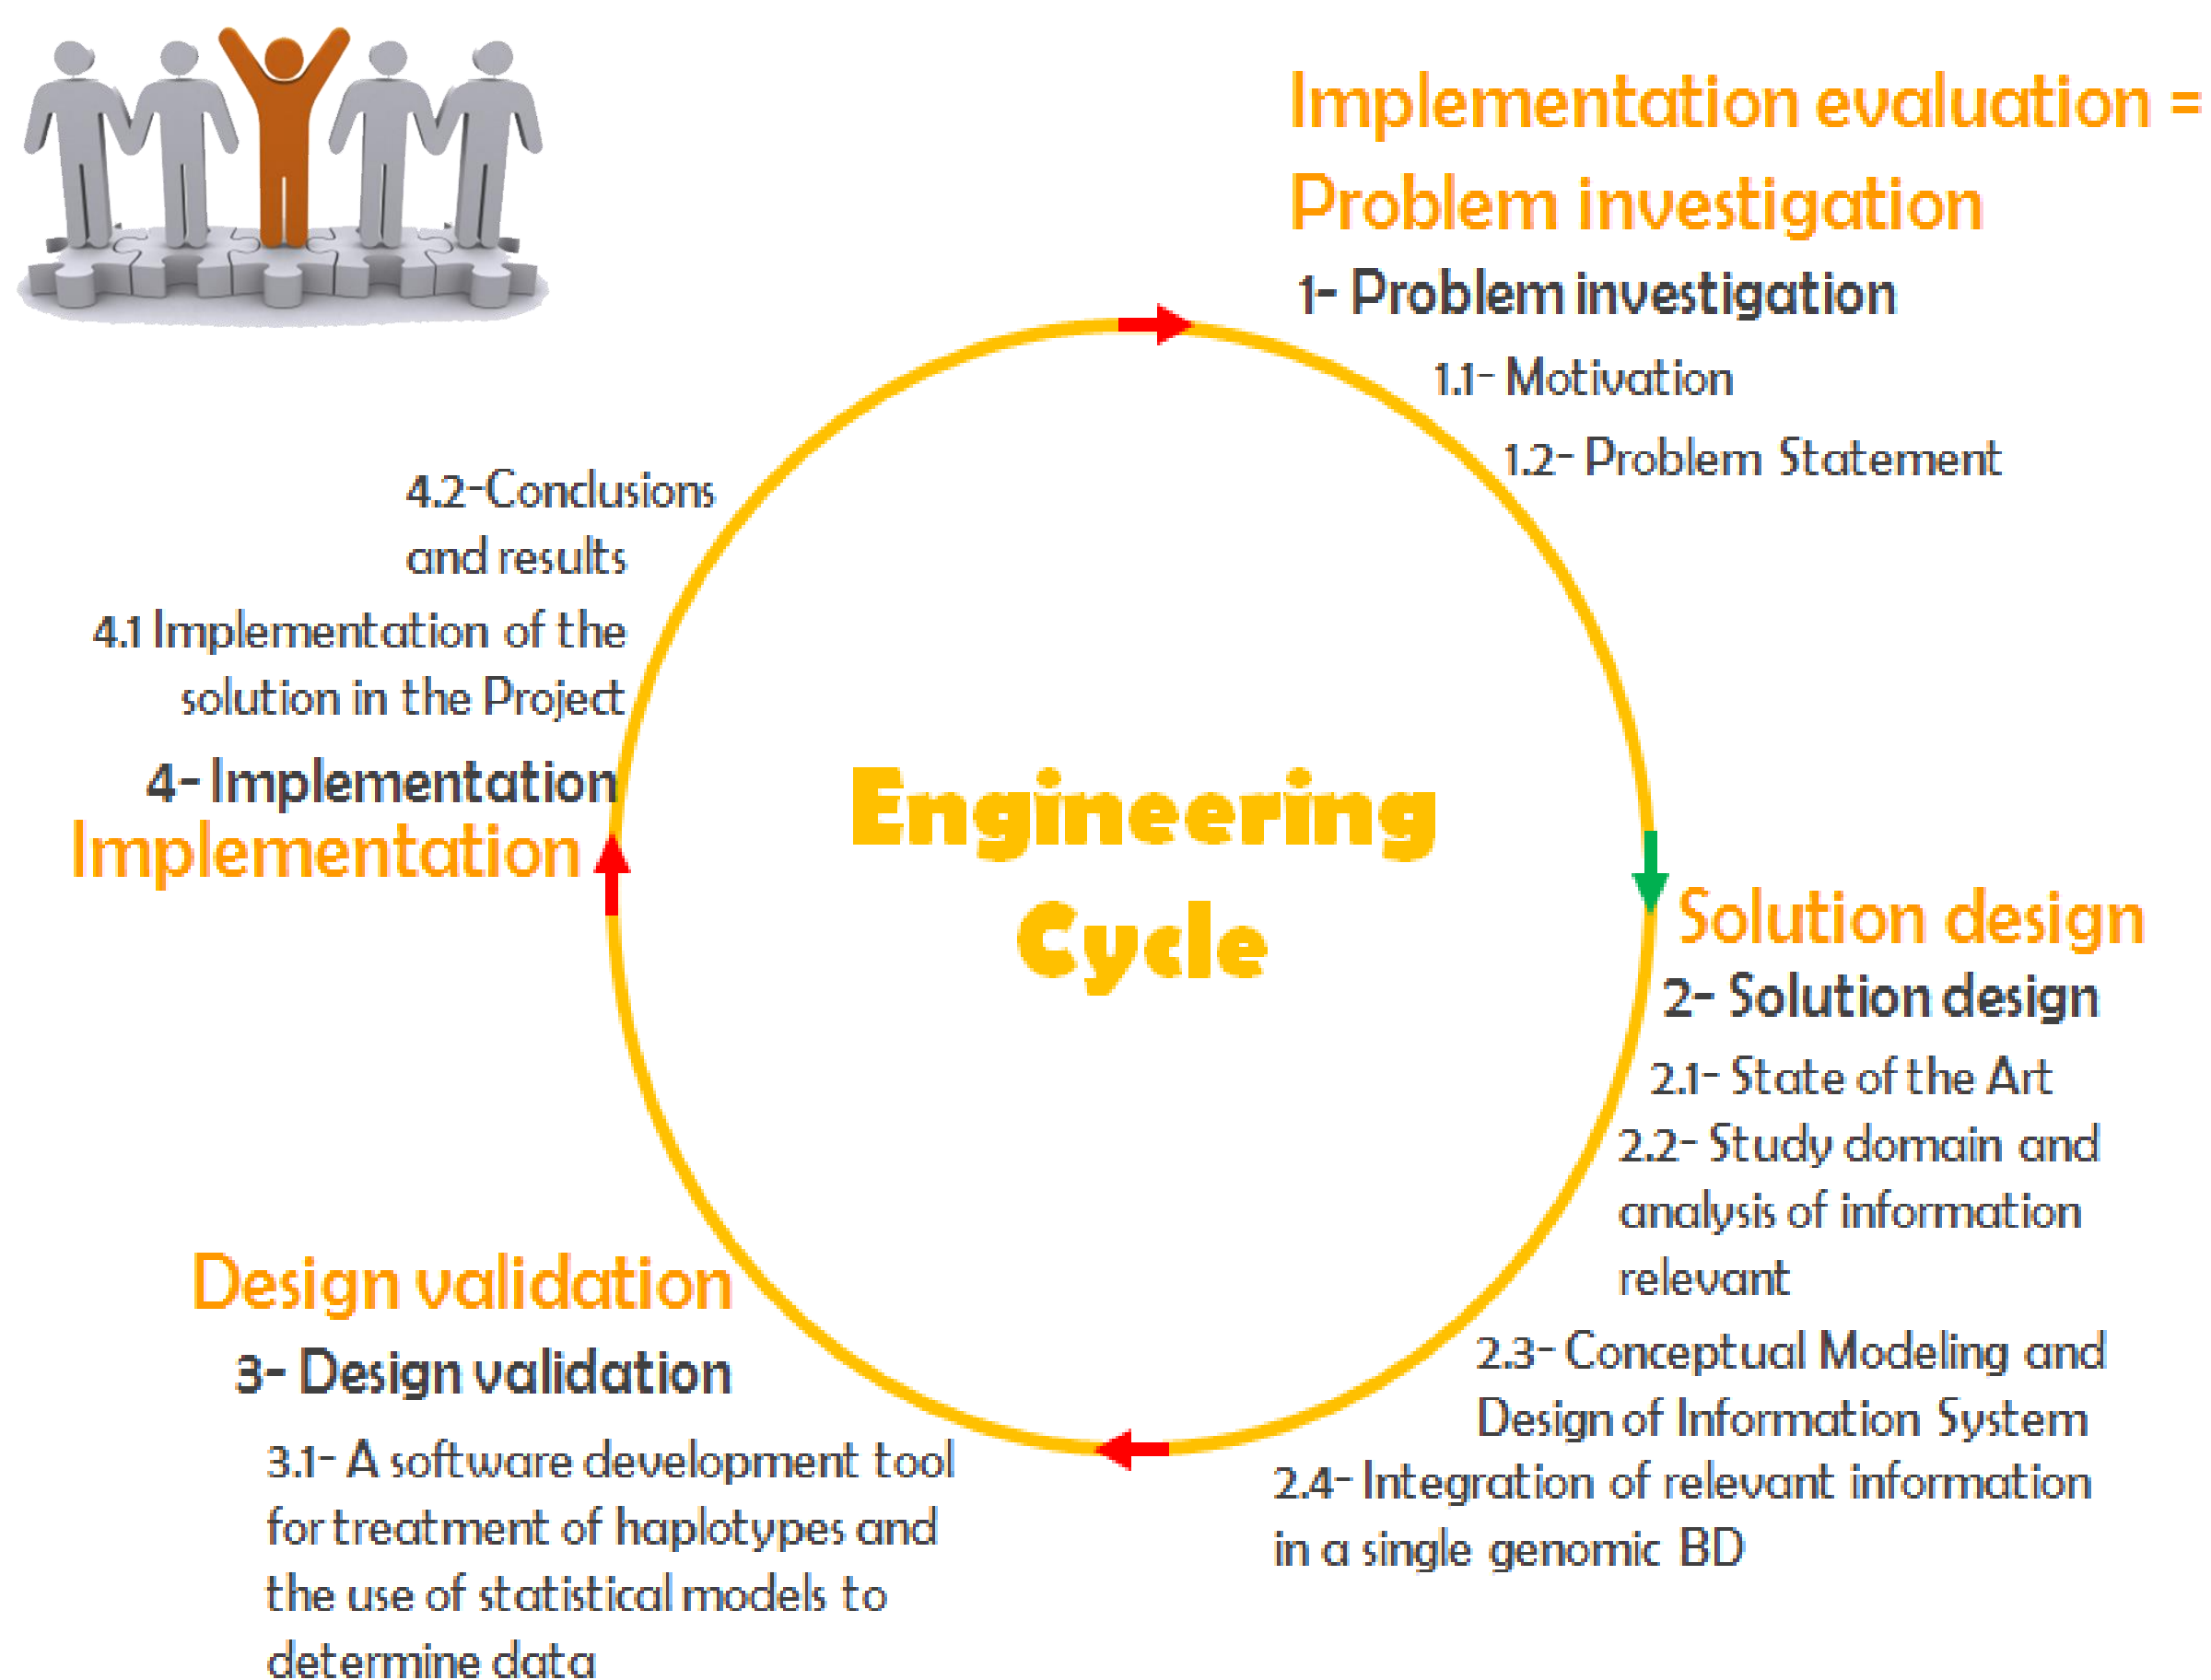 Implementation evaluation =
Problem investigation
1- Problem investigation
1.1- Motivation
1.2- Problem Statement
Solution design
2- Solution design
2.1- State of the Art
2.2- Study domain and
analysis of information
relevant
2.3- Conceptual Modeling and
Design of Information System
2.4- Integration of relevant information
in a single genomic BD
Design validation
3- Design validation
3.1- A software development tool
for treatment of haplotypes and
the use of statistical models to
determine data
4.2-Conclusions
and results
4.1 Implementation of the
solution in the Project
4- Implementation
Implementation
Engineering
Cycle